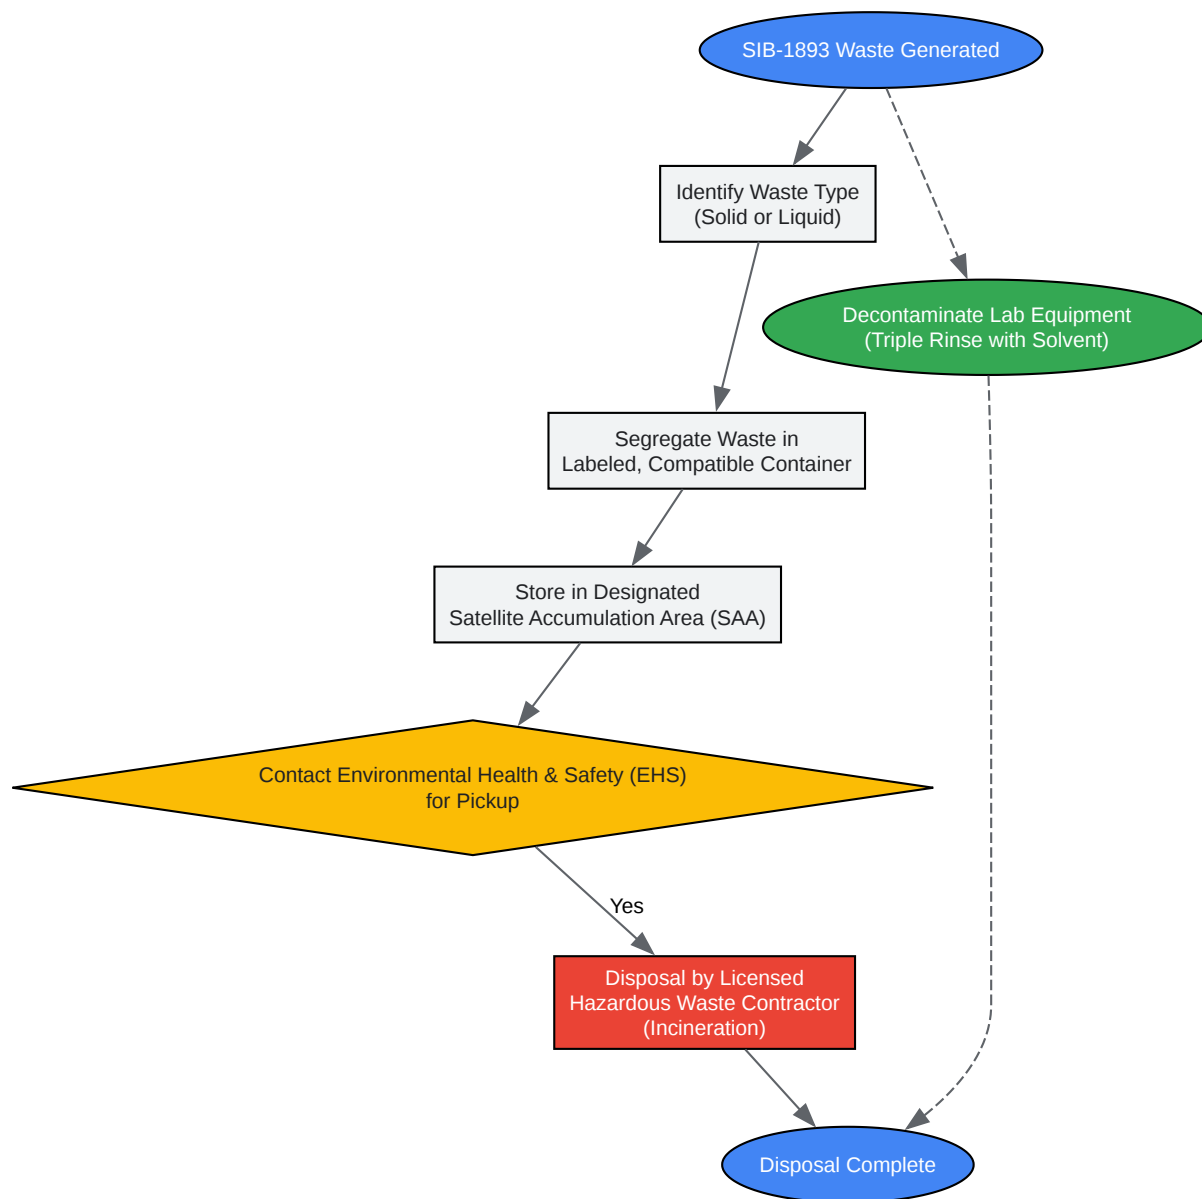 SIB-1893 Waste Generated
Identify Waste Type
(Solid or Liquid)
Decontaminate Lab Equipment
(Triple Rinse with Solvent)
Segregate Waste in
Labeled, Compatible Container
Store in Designated
Satellite Accumulation Area (SAA)
Contact Environmental Health & Safety (EHS)
for Pickup
Yes
Disposal by Licensed
Hazardous Waste Contractor
(Incineration)
Disposal Complete